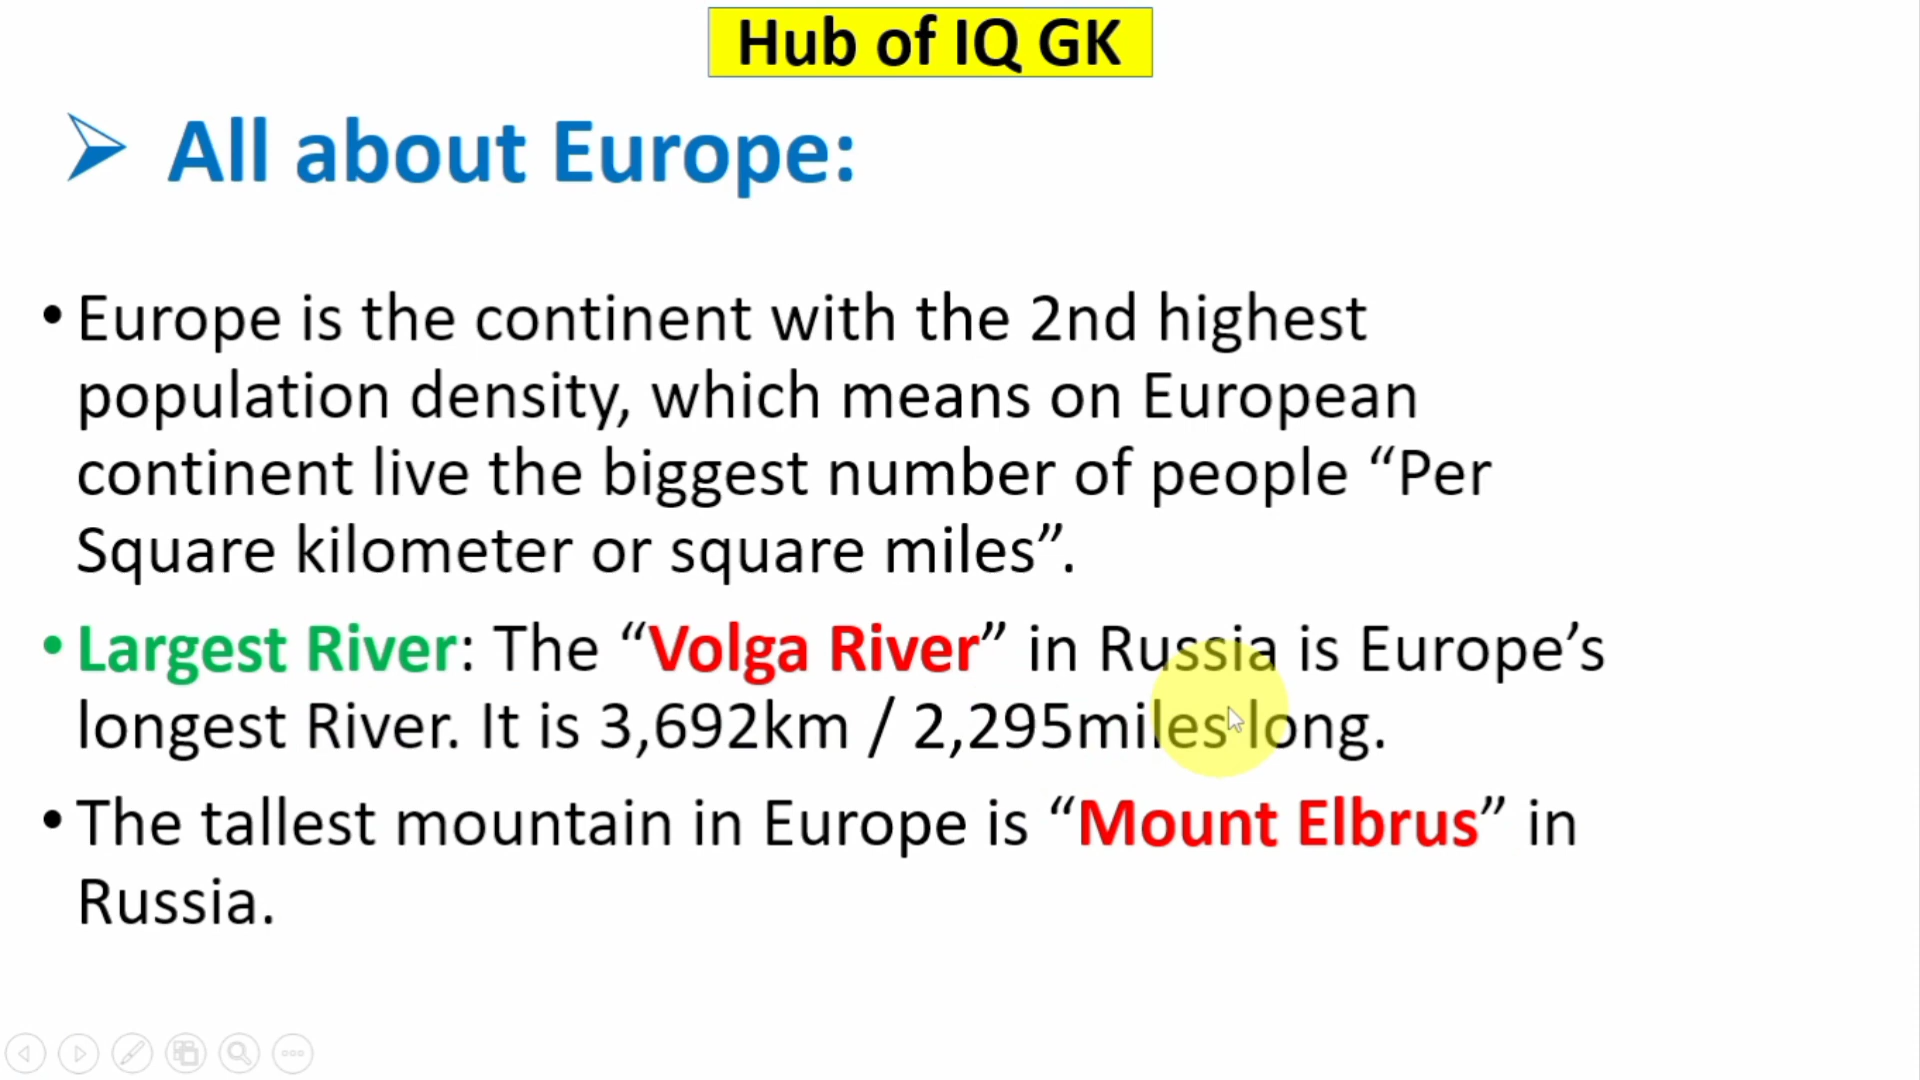 Hub of IQ GK
All about Europe:
• Europe is the continent with the 2nd highest
population density, which means on European
continent live the biggest number of people “Per
Square kilometer or square miles”.
• Largest River: The “Volga River” in Russia is Europe’s
longest River. It is 3,692km / 2,295miles long.
• The tallest mountain in Europe is “Mount Elbrus” in
Russia.